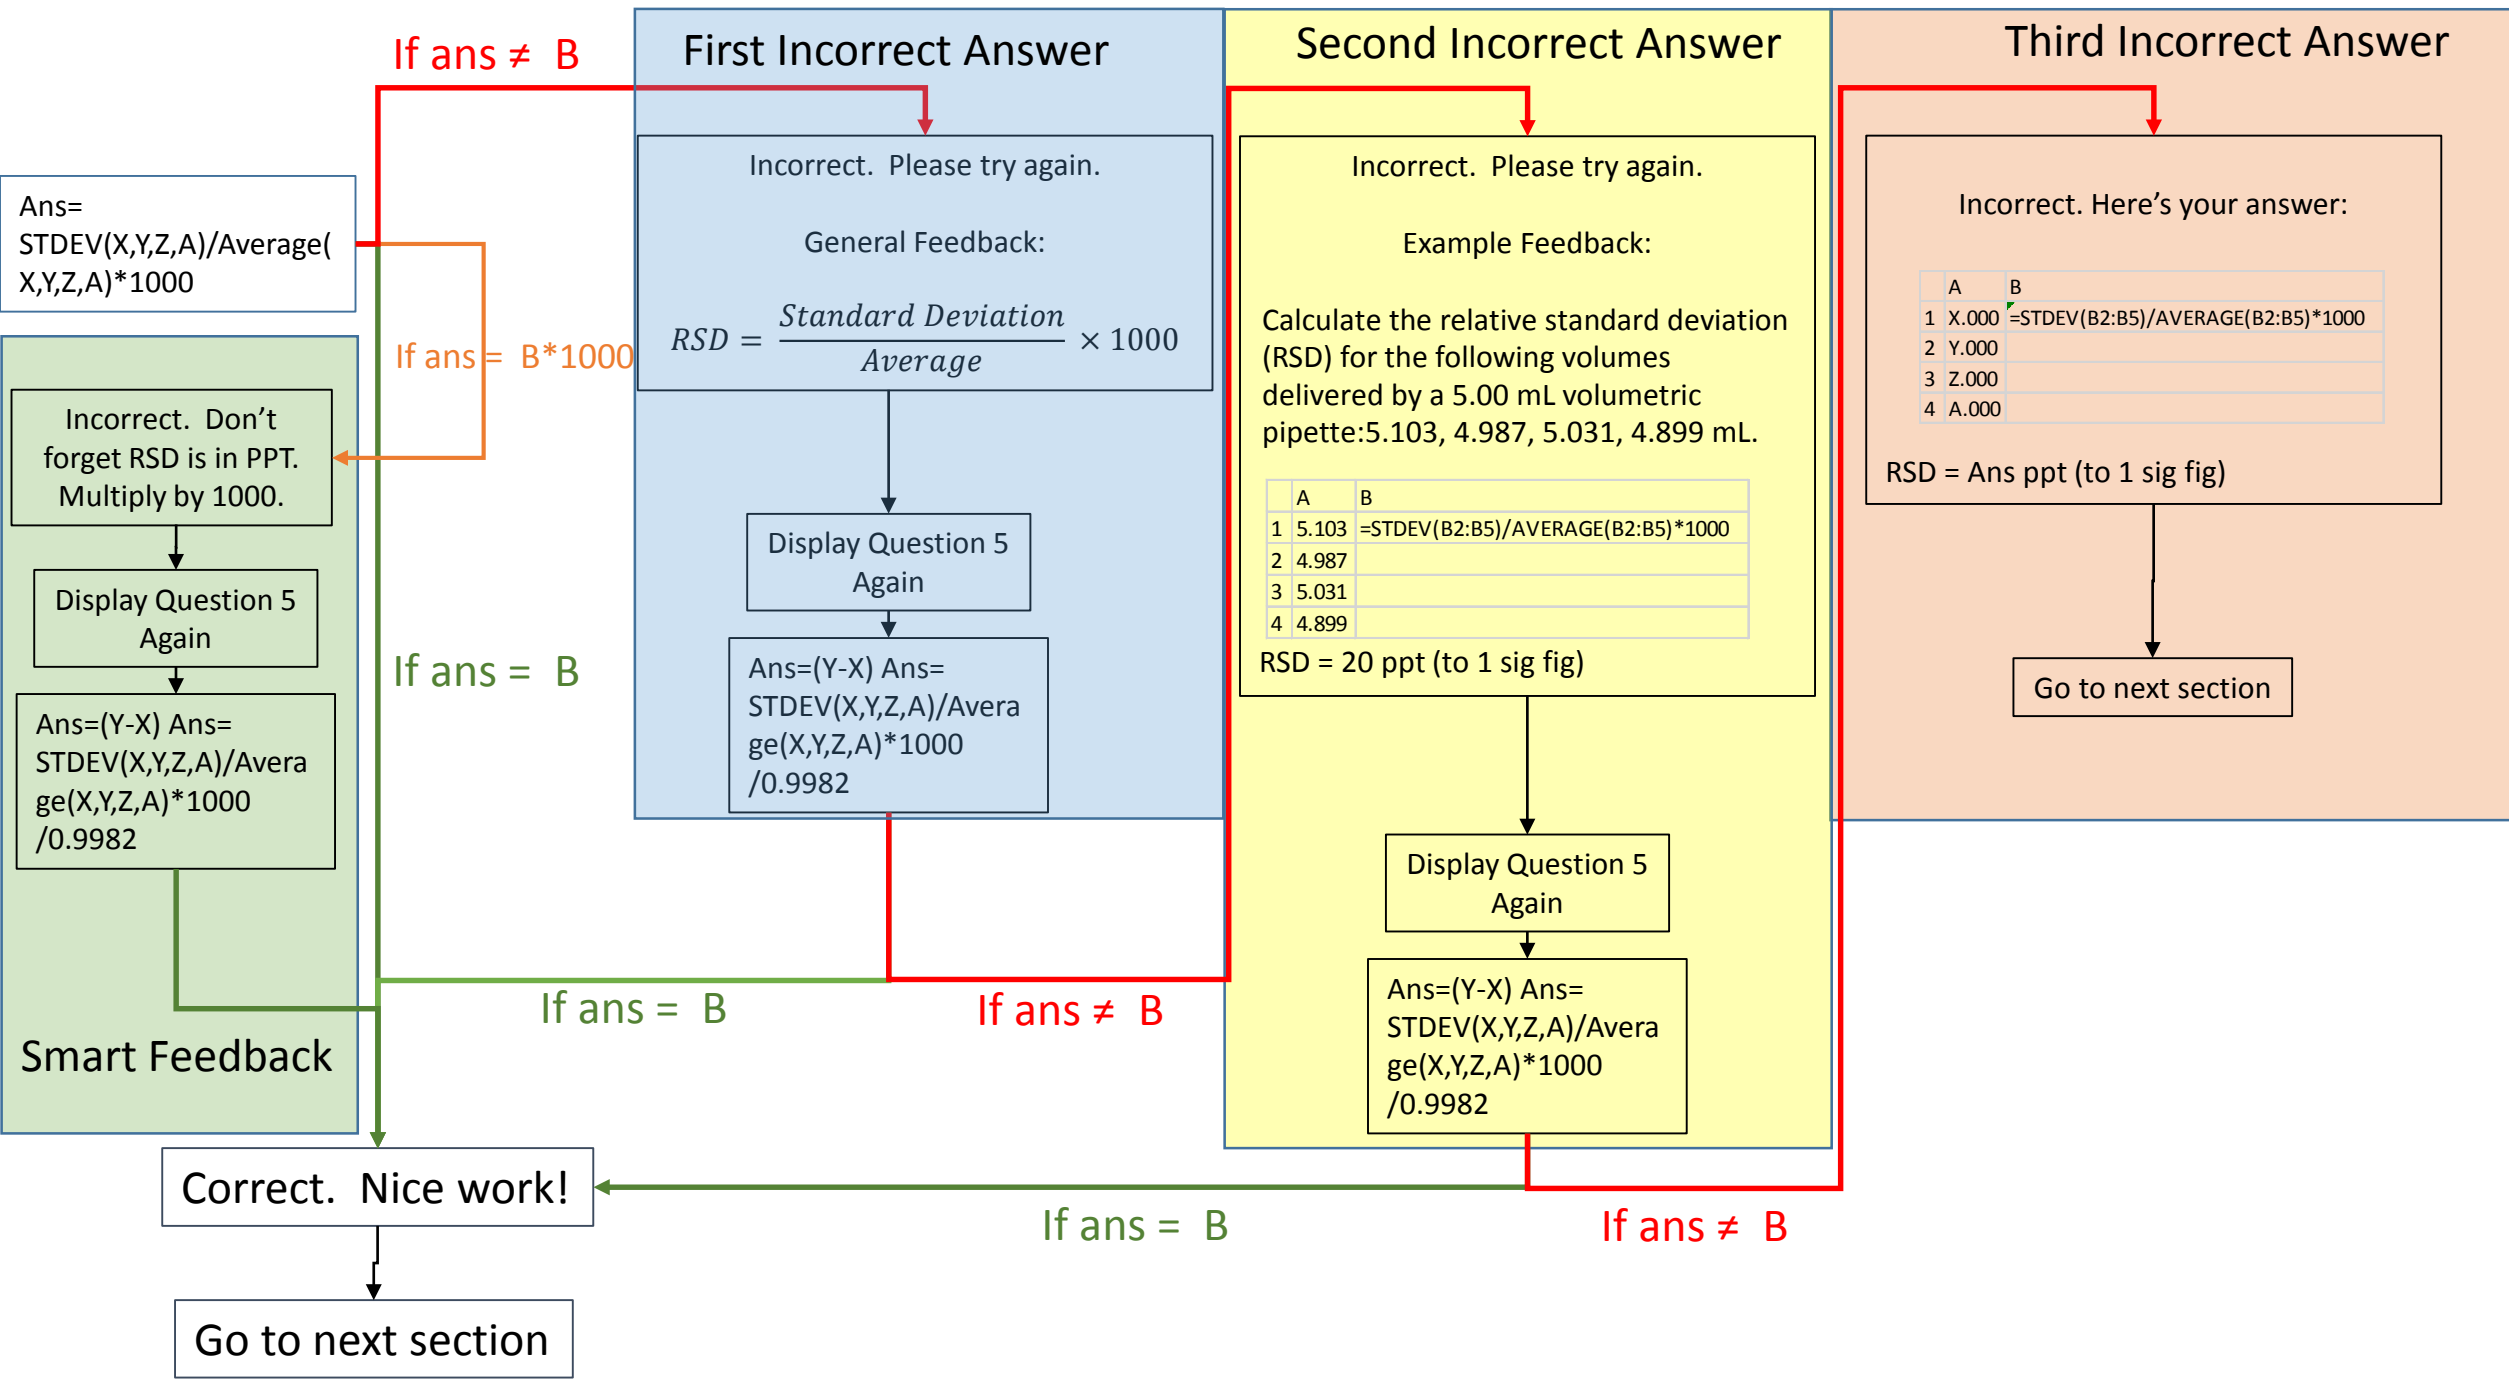 If ans ≠ B
Ans=
STDEV(X,Y,Z,A)/Average(
X,Y,Z,A)*1000
If ans = B*1000
Incorrect. Don't
forget RSD is in PPT.
Multiply by 1000.
Display Question 5
Again
Ans=(Y-X) Ans=
STDEV(X,Y,Z,A)/Avera
ge(X,Y,Z,A)*1000
/0.9982
Smart Feedback
If ans = B
First Incorrect Answer
Incorrect. Please try again.
General Feedback:
RSD = Standard Deviation / Average × 1000
Display Question 5
Again
Ans=(Y-X) Ans=
STDEV(X,Y,Z,A)/Avera
ge(X,Y,Z,A)*1000
/0.9982
If ans = B
If ans ≠ B
Second Incorrect Answer
Incorrect. Please try again.
Example Feedback:
Calculate the relative standard deviation
(RSD) for the following volumes
delivered by a 5.00 mL volumetric
pipette:5.103, 4.987, 5.031, 4.899 mL.
A B
1 5.103 =STDEV(B2:B5)/AVERAGE(B2:B5)*1000
2 4.987
3 5.031
4 4.899
RSD = 20 ppt (to 1 sig fig)
Display Question 5
Again
Ans=(Y-X) Ans=
STDEV(X,Y,Z,A)/Avera
ge(X,Y,Z,A)*1000
/0.9982
If ans = B
If ans ≠ B
Third Incorrect Answer
Incorrect. Here's your answer:
A B
1 X.000 =STDEV(B2:B5)/AVERAGE(B2:B5)*1000
2 Y.000
3 Z.000
4 A.000
RSD = Ans ppt (to 1 sig fig)
Go to next section
Correct. Nice work!
Go to next section